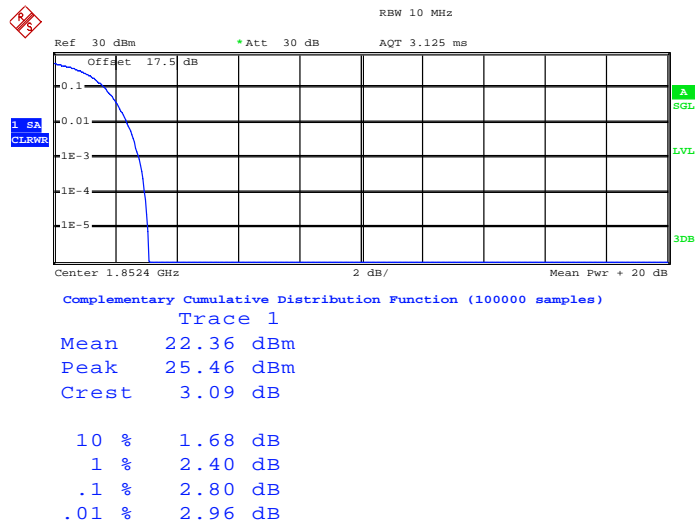 R S
RBW 10 MHz
Ref 30 dBm *Att 30 dB AQT 3.125 ms
Offset 17.5 dB
0.1
A
SGL
0.01
1 SA
CLRWR
LVL
1E-3
1E-4
1E-5
3DB
Center 1.8524 GHz 2 dB/ Mean Pwr + 20 dB
Complementary Cumulative Distribution Function (100000 samples)
Trace 1
Mean 22.36 dBm
Peak 25.46 dBm
Crest 3.09 dB
10 % 1.68 dB
1 % 2.40 dB
.1 % 2.80 dB
.01 % 2.96 dB